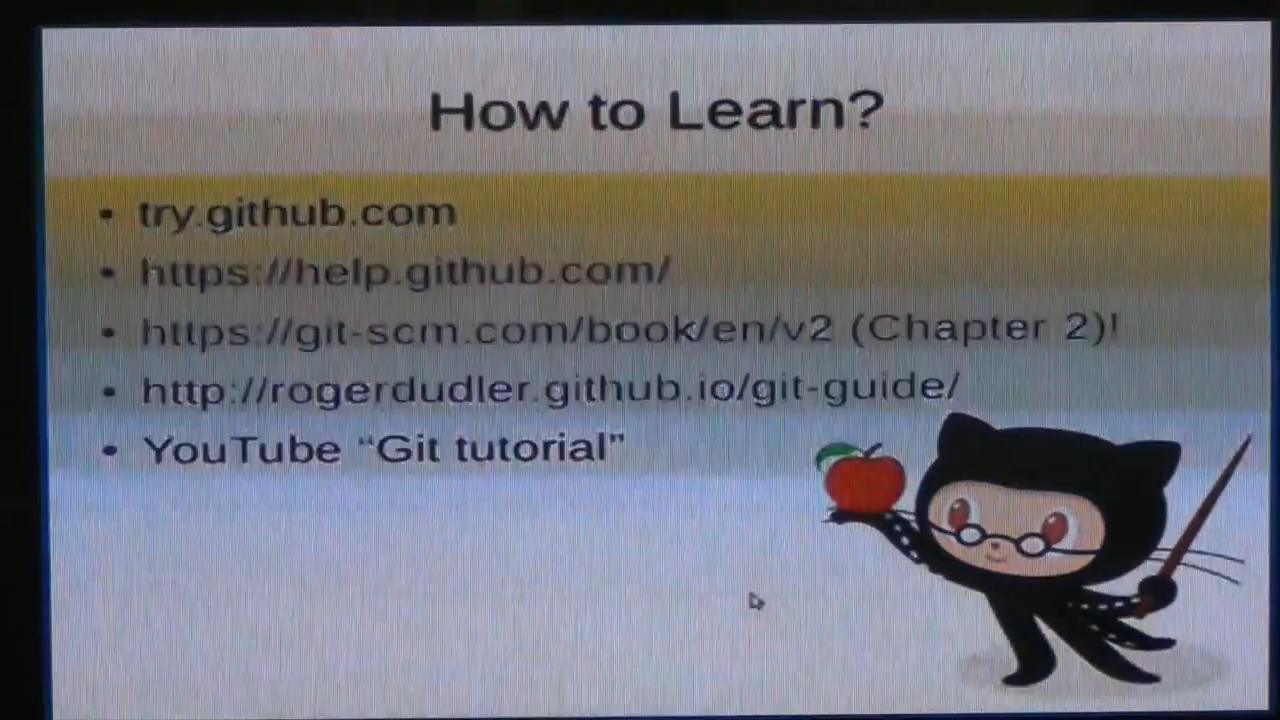 How to Learn?
• try.github.com
• https://help.github.com/
• https://git-scm.com/book/en/v2 (Chapter 2)!
• http://rogerdudler.github.io/git-guide/
• YouTube “Git tutorial”